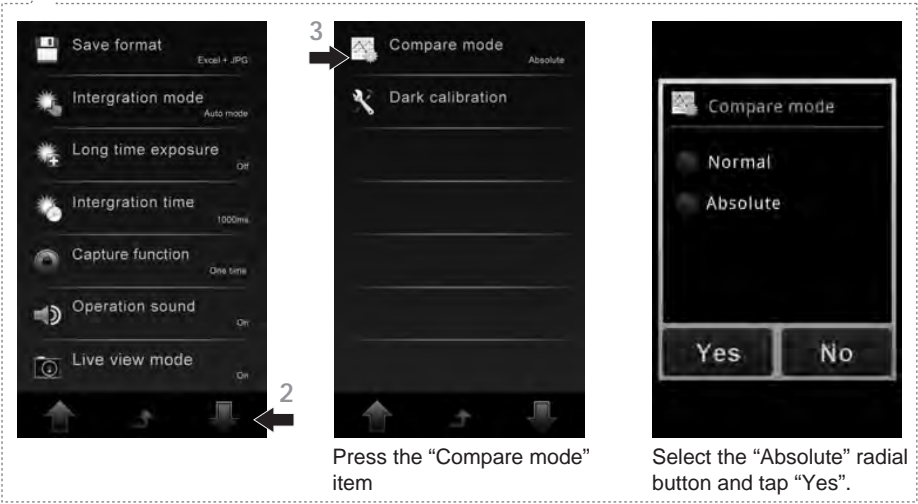 Save format
Excel + JPG
Intergration mode
Auto mode
Long time exposure
Off
Intergration time
1000ms
Capture function
One time
Operation sound
On
Live view mode
On
2
3
Compare mode
Absolute
Dark calibration
Press the “Compare mode”
item
Compare mode
Normal
Absolute
Yes No
Select the “Absolute” radial
button and tap “Yes”.